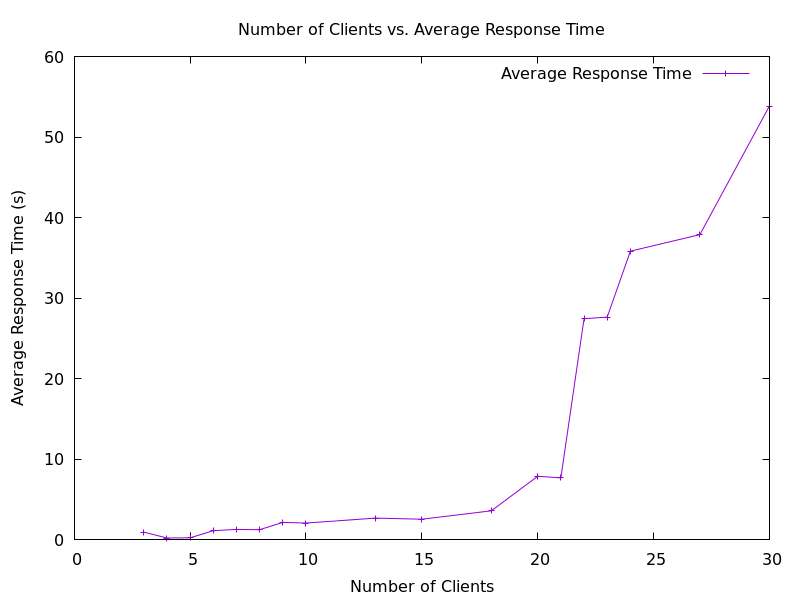 Number of Clients vs. Average Response Time
Average Response Time
60
50
40
30
20
10
0
0 5 10 15 20 25 30
Average Response Time (s)
Number of Clients